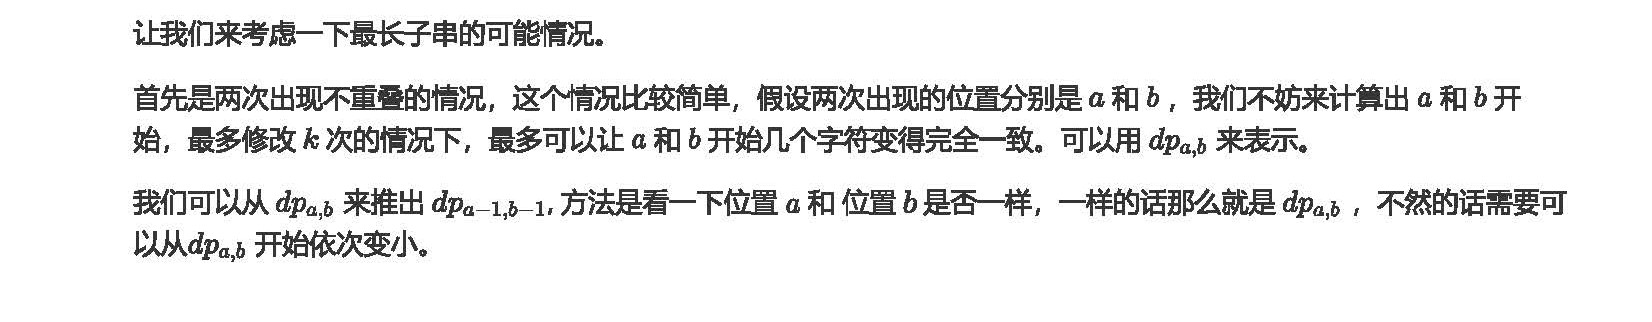 让我们来考虑一下最长子串的可能情况。
首先是两次出现不重叠的情况，这个情况比较简单，假设两次出现的位置分别是 a 和 b ，我们不妨来计算出 a 和 b 开
始，最多修改 k 次的情况下，最多可以让 a 和 b 开始几个字符变得完全一致。可以用 dp_{a,b} 来表示。
我们可以从 dp_{a,b} 来推出 dp_{a-1,b-1}, 方法是看一下位置 a 和 位置 b 是否一样，一样的话那么就是 dp_{a,b} ，不然的话需要可
以从dp_{a,b} 开始依次变小。